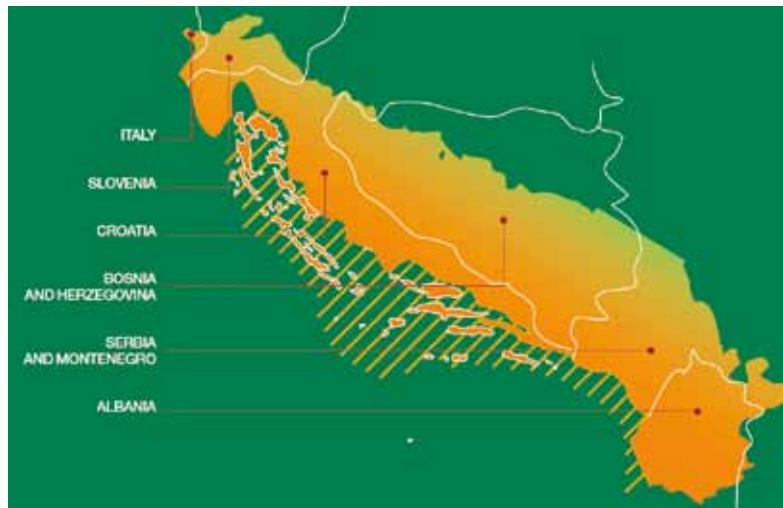 ITALY
SLOVENIA
CROATIA
BOSNIA
AND HERZEGOVINA
SERBIA
AND MONTENEGRO
ALBANIA